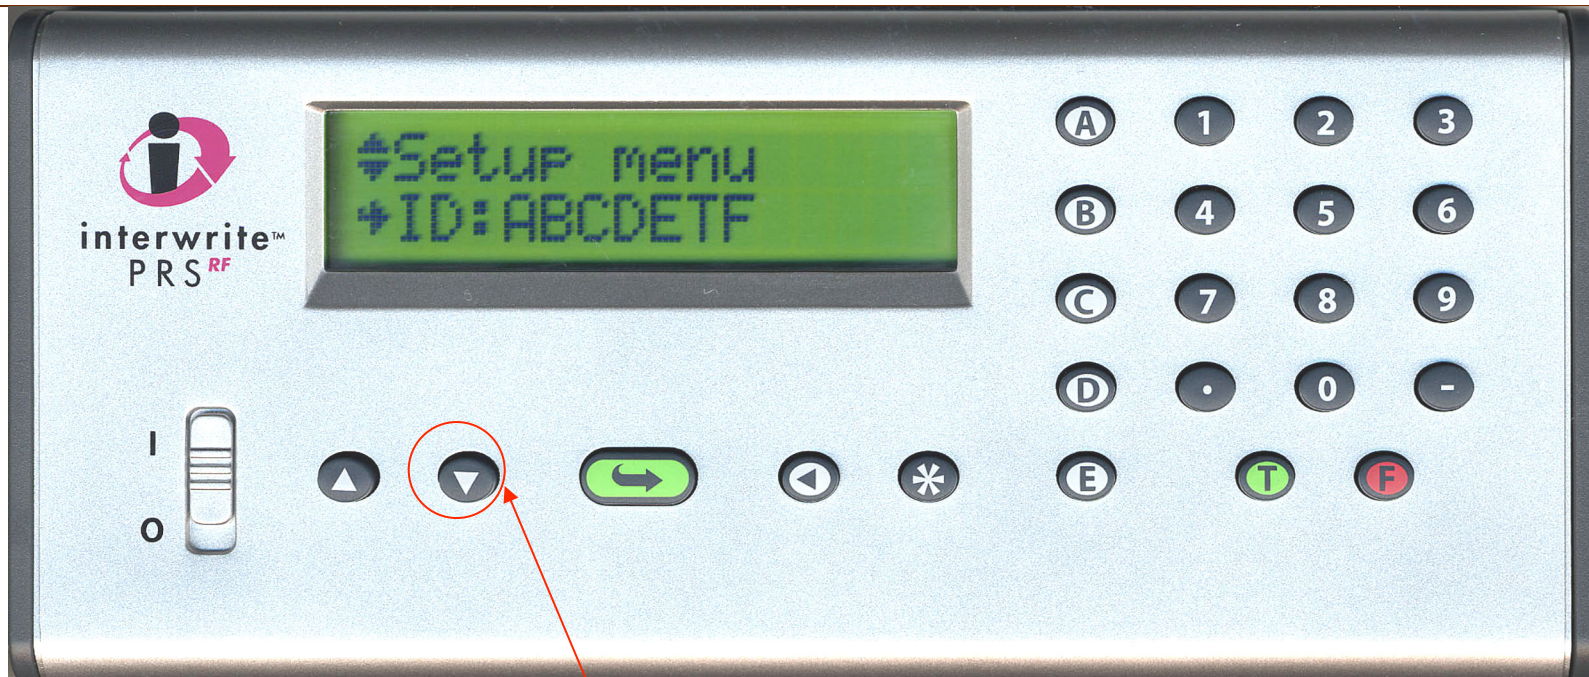 Setup menu
ID:ABCDETF
interwrite™
PRS RF
I
O
A 1 2 3
B 4 5 6
C 7 8 9
D . 0 -
* E T F